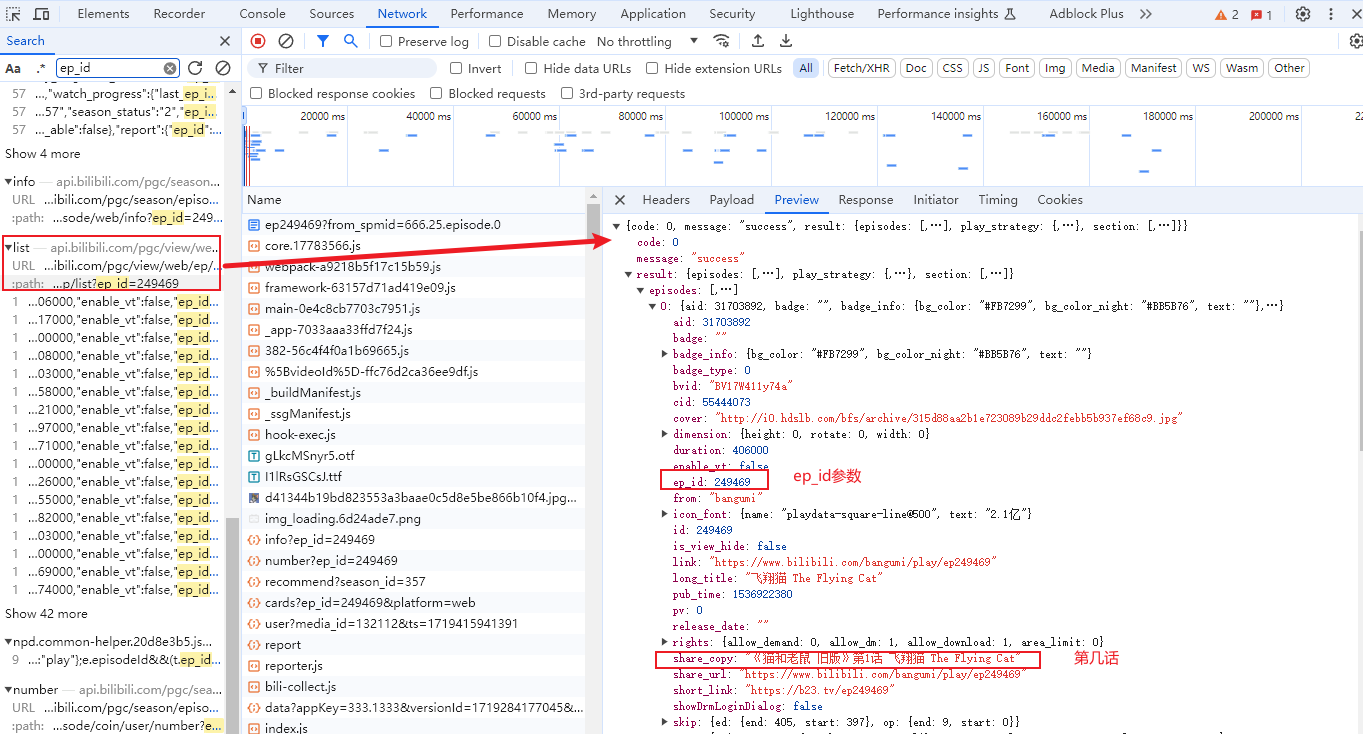 Elements Recorder Console Sources Network Performance Memory Application Security Lighthouse Performance insights Adblock Plus 2 1
Search
Preserve log Disable cache No throttling
Aa .* ep_id
Filter Invert Hide data URLs Hide extension URLs All Fetch/XHR Doc CSS JS Font Img Media Manifest WS Wasm Other
Blocked response cookies Blocked requests 3rd-party requests
20000 ms 40000 ms 60000 ms 80000 ms 100000 ms 120000 ms 140000 ms 160000 ms 180000 ms 200000 ms 22
57 …,"watch_progress":{"last_ep_i…
57 …57","season_status":"2","ep_i…
57 …_able":false},"report":{"ep_id":…
Show 4 more
info — api.bilibili.com/pgc/season…
URL …ibili.com/pgc/season/episo…
:path: …sode/web/info?ep_id=249…
list — api.bilibili.com/pgc/view/we…
URL …ibili.com/pgc/view/web/ep/…
:path: …p/list?ep_id=249469
1 …06000,"enable_vt":false,"ep_id…
1 …17000,"enable_vt":false,"ep_id…
1 …00000,"enable_vt":false,"ep_id…
1 …08000,"enable_vt":false,"ep_id…
1 …03000,"enable_vt":false,"ep_id…
1 …58000,"enable_vt":false,"ep_id…
1 …21000,"enable_vt":false,"ep_id…
1 …97000,"enable_vt":false,"ep_id…
1 …71000,"enable_vt":false,"ep_id…
1 …00000,"enable_vt":false,"ep_id…
1 …26000,"enable_vt":false,"ep_id…
1 …55000,"enable_vt":false,"ep_id…
1 …82000,"enable_vt":false,"ep_id…
1 …03000,"enable_vt":false,"ep_id…
1 …00000,"enable_vt":false,"ep_id…
1 …69000,"enable_vt":false,"ep_id…
1 …74000,"enable_vt":false,"ep_id…
Show 42 more
npd.common-helper.20d8e3b5.js…
9 …:"play"};e.episodeId&&(t.ep_id…
number — api.bilibili.com/pgc/sea…
URL …ibili.com/pgc/season/episo…
:path: …sode/coin/user/number?e…
Name
ep249469?from_spmid=666.25.episode.0
core.17783566.js
webpack-a9218b5f17c15b59.js
framework-63157d71ad419e09.js
main-0e4c8cb7703c7951.js
_app-7033aaa33ffd7f24.js
382-56c4f4f0a1b69665.js
%5BvideoId%5D-ffc76d2ca36ee9df.js
_buildManifest.js
_ssgManifest.js
hook-exec.js
gLkcMSnyr5.otf
I1lRsGSCsJ.ttf
d41344b19bd823553a3baae0c5d8e5be866b10f4.jpg…
img_loading.6d24ade7.png
info?ep_id=249469
number?ep_id=249469
recommend?season_id=357
cards?ep_id=249469&platform=web
user?media_id=132112&ts=1719415941391
report
reporter.js
bili-collect.js
data?appKey=333.1333&versionId=1719284177045&…
index.js
Headers Payload Preview Response Initiator Timing Cookies
{code: 0, message: "success", result: {episodes: [,…], play_strategy: {,…}, section: [,…]}}
code: 0
message: "success"
result: {episodes: [,…], play_strategy: {,…}, section: [,…]}
episodes: [,…]
0: {aid: 31703892, badge: "", badge_info: {bg_color: "#FB7299", bg_color_night: "#BB5B76", text: ""},…}
aid: 31703892
badge: ""
badge_info: {bg_color: "#FB7299", bg_color_night: "#BB5B76", text: ""}
badge_type: 0
bvid: "BV17W411y74a"
cid: 55444073
cover: "http://i0.hdslb.com/bfs/archive/315d88aa2b1e723089b29ddc2febb5b937ef68c9.jpg"
dimension: {height: 0, rotate: 0, width: 0}
duration: 406000
enable_vt: false
ep_id: 249469 ep_id参数
from: "bangumi"
icon_font: {name: "playdata-square-line@500", text: "2.1亿"}
id: 249469
is_view_hide: false
link: "https://www.bilibili.com/bangumi/play/ep249469"
long_title: "飞翔猫 The Flying Cat"
pub_time: 1536922380
pv: 0
release_date: ""
rights: {allow_demand: 0, allow_dm: 1, allow_download: 1, area_limit: 0}
share_copy: "《猫和老鼠 旧版》第1话 飞翔猫 The Flying Cat" 第几话
share_url: "https://www.bilibili.com/bangumi/play/ep249469"
short_link: "https://b23.tv/ep249469"
showDrmLoginDialog: false
skip: {ed: {end: 405, start: 397}, op: {end: 9, start: 0}}